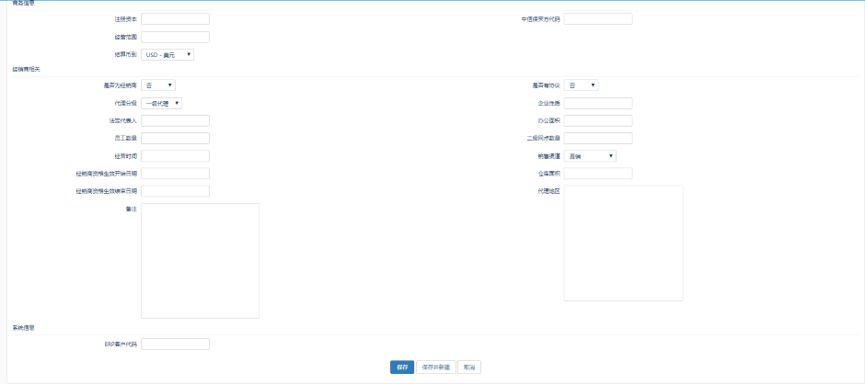 商务信息
注册资本
中信保买方代码
经营范围
结算币别 USD - 美元
经销商相关
是否为经销商 否
是否有协议 否
代理分级 一级代理
企业性质
法定代表人
办公面积
员工数量
二级网点数量
经营时间
销售渠道 直销
经销商资格生效开始日期
仓库面积
经销商资格生效结束日期
代理地区
备注
系统信息
ERP客户代码
保存 保存并新建 取消